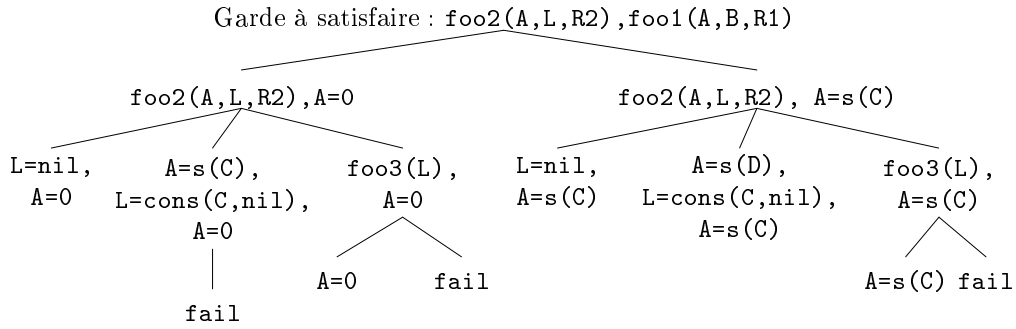 Garde à satisfaire : foo2(A,L,R2),foo1(A,B,R1)
foo2(A,L,R2),A=0
foo2(A,L,R2), A=s(C)
L=nil,
A=0
A=s(C),
L=cons(C,nil),
A=0
foo3(L),
A=0
L=nil,
A=s(C)
A=s(D),
L=cons(C,nil),
A=s(C)
foo3(L),
A=s(C)
fail
A=0
fail
A=s(C)
fail